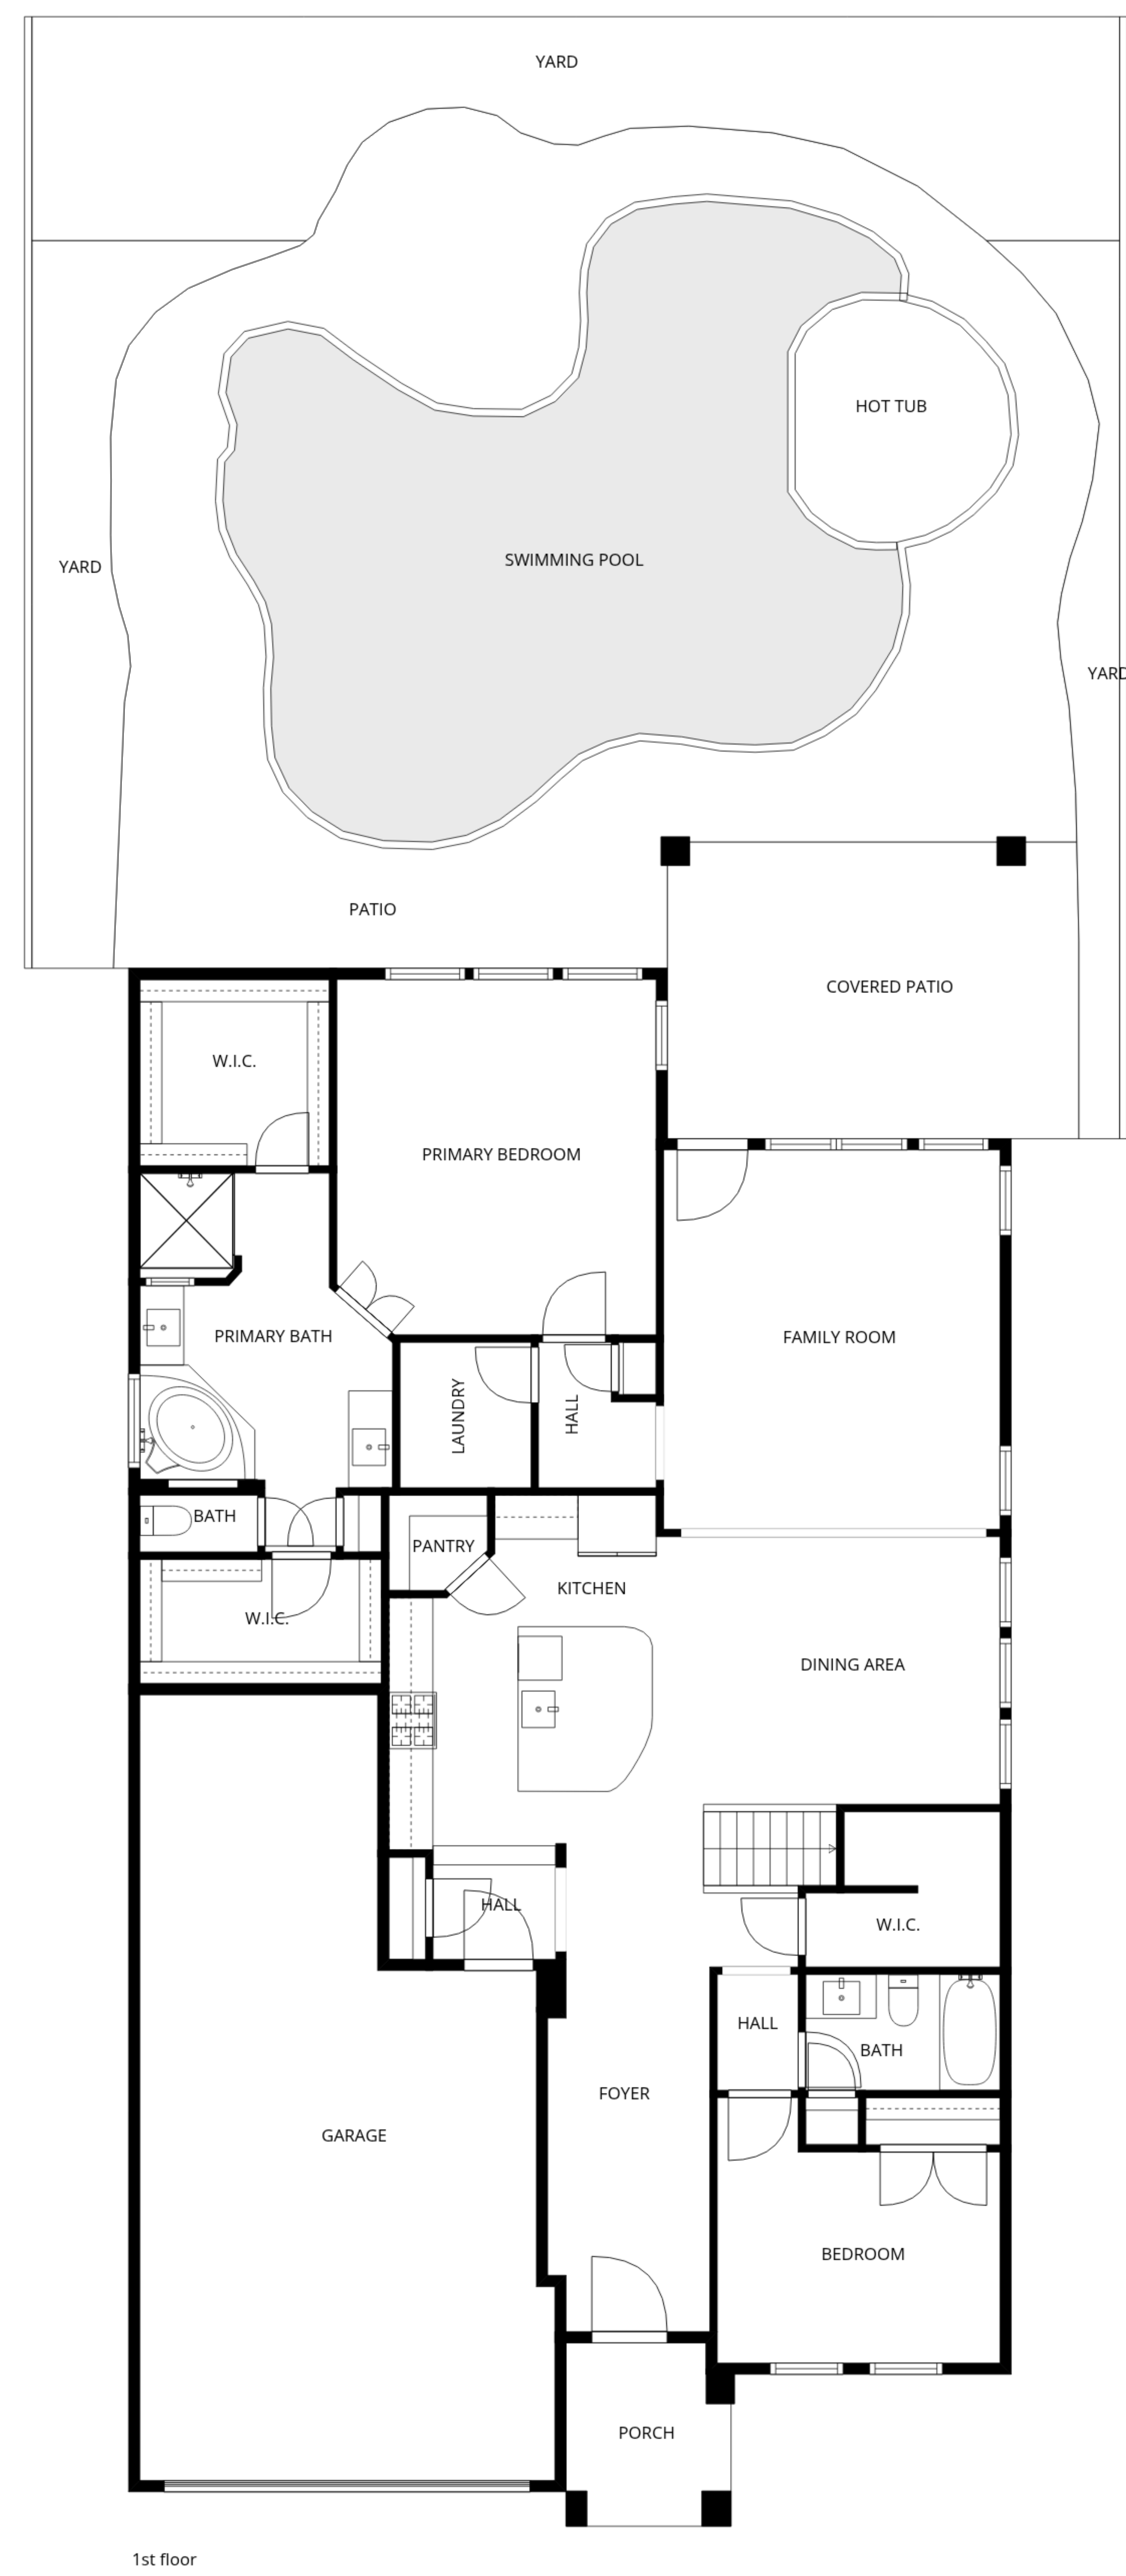 YARD
HOT TUB
SWIMMING POOL
YARD
YARD
PATIO
COVERED PATIO
W.I.C.
PRIMARY BEDROOM
PRIMARY BATH
FAMILY ROOM
LAUNDRY
HALL
BATH
PANTRY
KITCHEN
W.I.C.
DINING AREA
HALL
W.I.C.
HALL
BATH
FOYER
GARAGE
BEDROOM
PORCH
1st floor